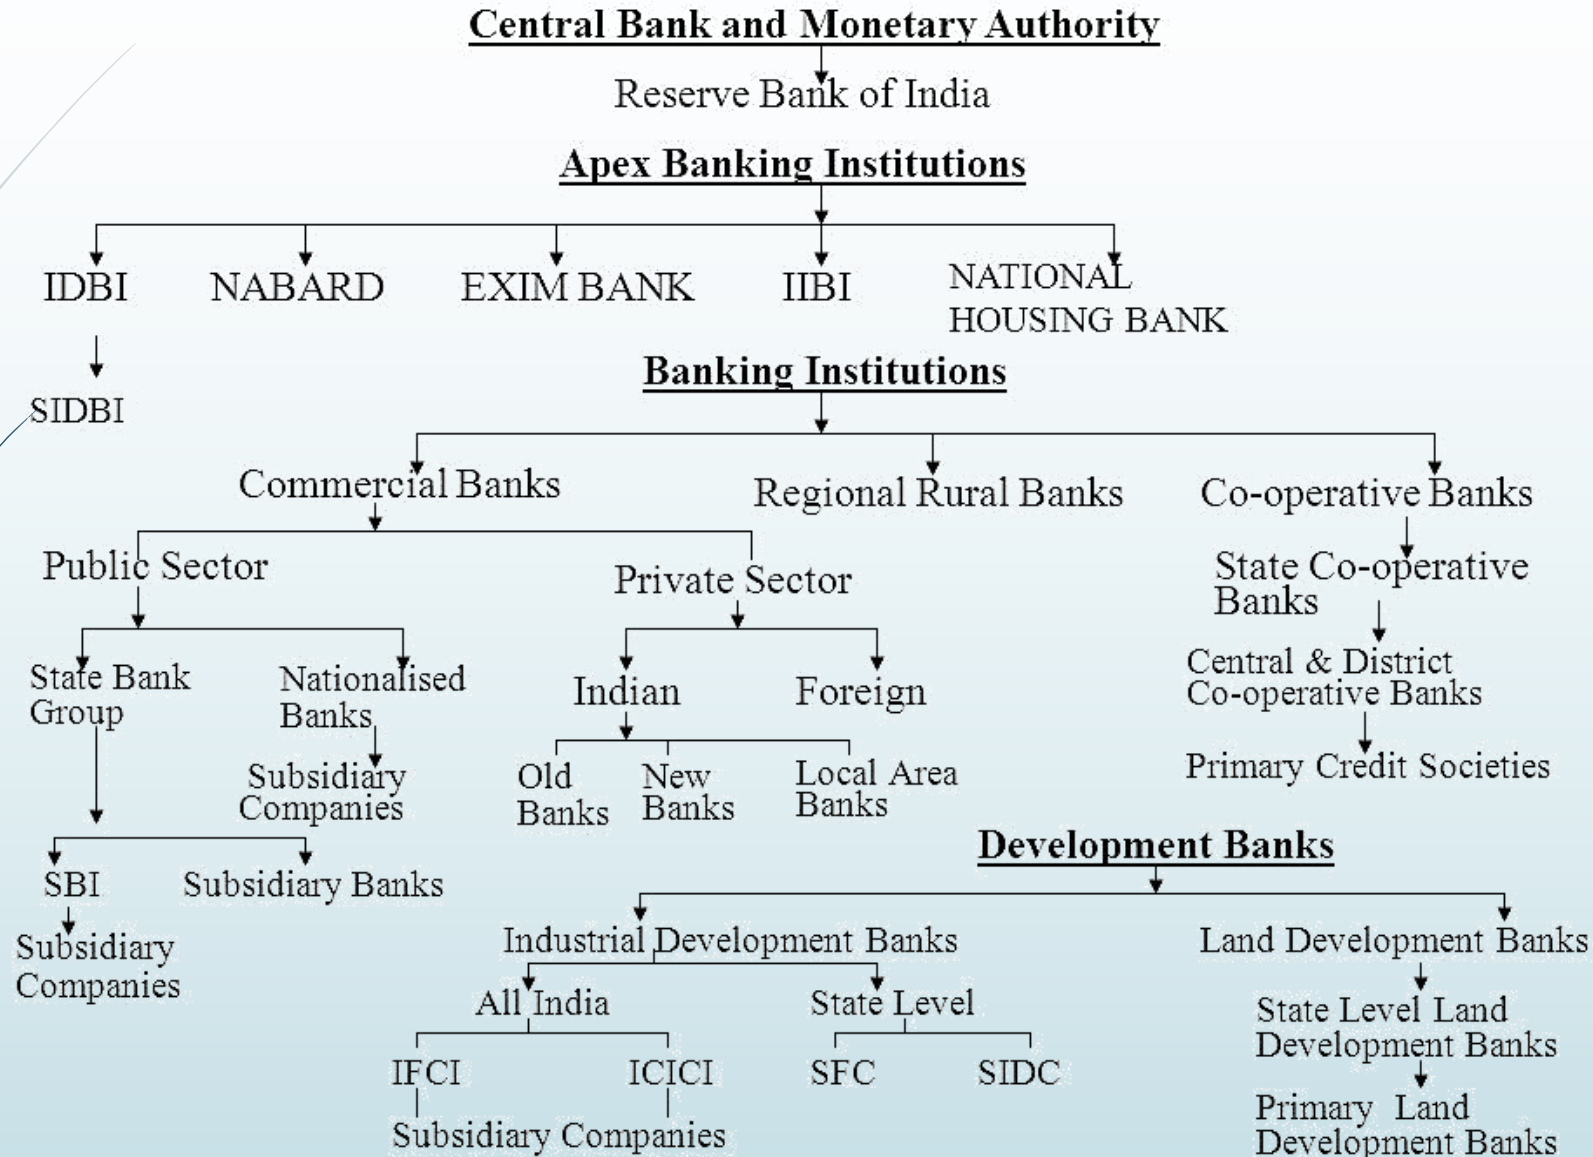 Central Bank and Monetary Authority
Reserve Bank of India
Apex Banking Institutions
IDBI
NABARD
EXIM BANK
IIBI
NATIONAL
HOUSING BANK
SIDBI
Banking Institutions
Commercial Banks
Regional Rural Banks
Co-operative Banks
Public Sector
Private Sector
State Co-operative
Banks
State Bank
Group
Nationalised
Banks
Indian
Foreign
Central & District
Co-operative Banks
Subsidiary
Companies
Old
Banks
New
Banks
Local Area
Banks
Primary Credit Societies
SBI
Subsidiary Banks
Subsidiary
Companies
Development Banks
Industrial Development Banks
Land Development Banks
All India
State Level
State Level Land
Development Banks
IFCI
ICICI
SFC
SIDC
Subsidiary Companies
Primary Land
Development Banks